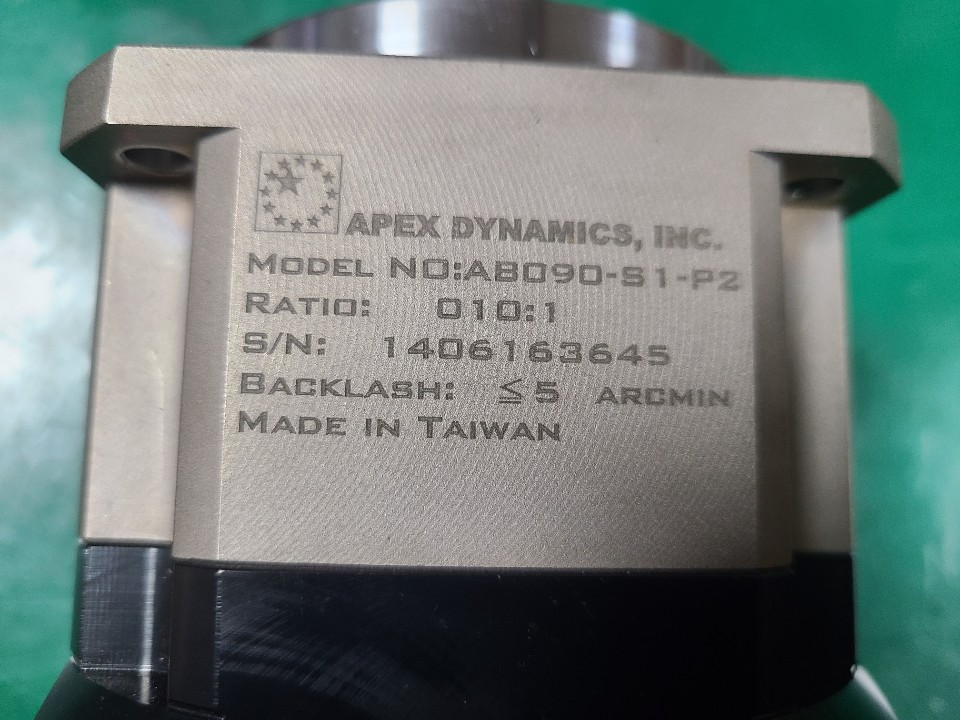 APEX DYNAMICS, INC.
MODEL NO:AB090-S1-P2
RATIO: 010:1
S/N: 1406163645
BACKLASH: ≦5 ARCMIN
MADE IN TAIWAN